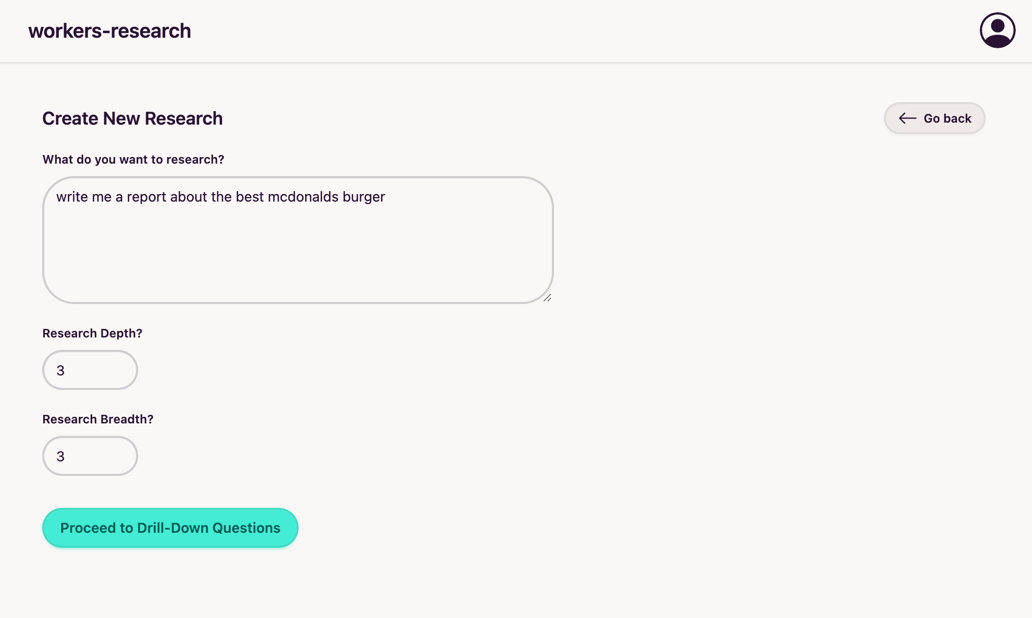 workers-research
Create New Research
Go back
What do you want to research?
write me a report about the best mcdonalds burger
Research Depth?
3
Research Breadth?
3
Proceed to Drill-Down Questions